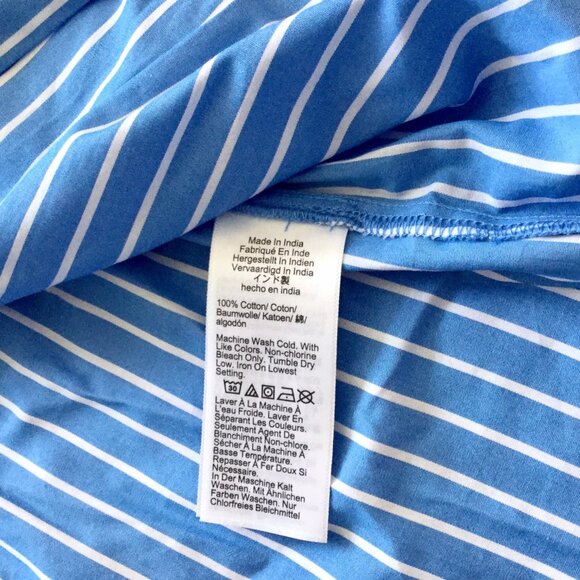 Made In India
Fabriqué En Inde
Hergestellt In Indien
Vervaardigd In India
インド製
hecho en india
100% Cotton/ Coton/
Baumwolle/ Katoen/ 綿/
algodón
Machine Wash Cold. With
Like Colors. Non-chlorine
Bleach Only. Tumble Dry
Low. Iron On Lowest
Setting.
30
Laver À La Machine À
L'eau Froide. Laver En
Séparant Les Couleurs.
Seulement Agent De
Blanchiment Non-chlore.
Sécher À La Machine À
Basse Température.
Repasser À Fer Doux Si
Nécessaire.
In Der Maschine Kalt
Waschen. Mit Ähnlichen
Farben Waschen. Nur
Chlorfreies Bleichmittel